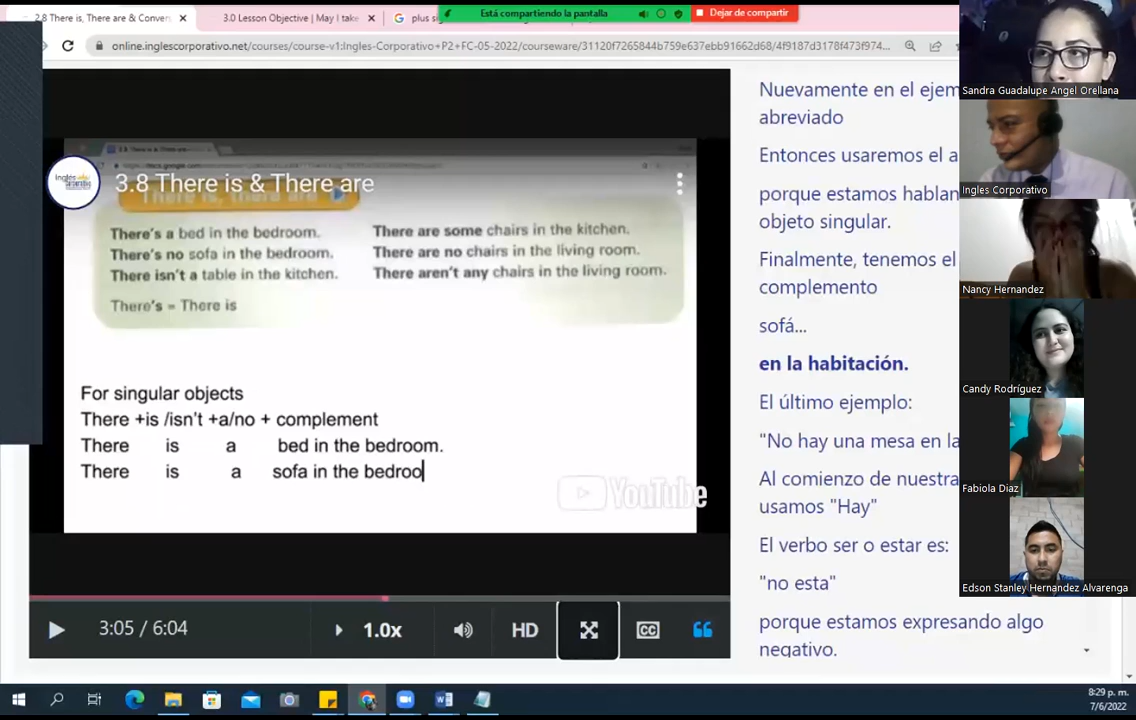 2.8 There is, There are & Conver
3.0 Lesson Objective | May I take
plus si
Está compartiendo la pantalla
Dejar de compartir
online.inglescorporativo.net/courses/course-v1:Ingles-Corporativo+P2+FC-05-2022/courseware/31120f7265844b759e637ebb91662d68/4f9187d3178f473f974...
3.8 There is & There are
There is, there are
There's a bed in the bedroom.
There's no sofa in the bedroom.
There isn't a table in the kitchen.
There's = There is
There are some chairs in the kitchen.
There are no chairs in the living room.
There aren't any chairs in the living room.
For singular objects
There +is /isn't +a/no + complement
There is a bed in the bedroom.
There is a sofa in the bedroo
YouTube
3:05 / 6:04
1.0x
HD
CC
Nuevamente en el ejem
abreviado
Entonces usaremos el a
porque estamos hablan
objeto singular.
Finalmente, tenemos el
complemento
sofá...
en la habitación.
El último ejemplo:
"No hay una mesa en la
Al comienzo de nuestra
usamos "Hay"
El verbo ser o estar es:
"no esta"
porque estamos expresando algo
negativo.
Sandra Guadalupe Angel Orellana
Ingles Corporativo
Nancy Hernandez
Candy Rodríguez
Fabiola Diaz
Edson Stanley Hernandez Alvarenga
8:29 p. m.
7/6/2022